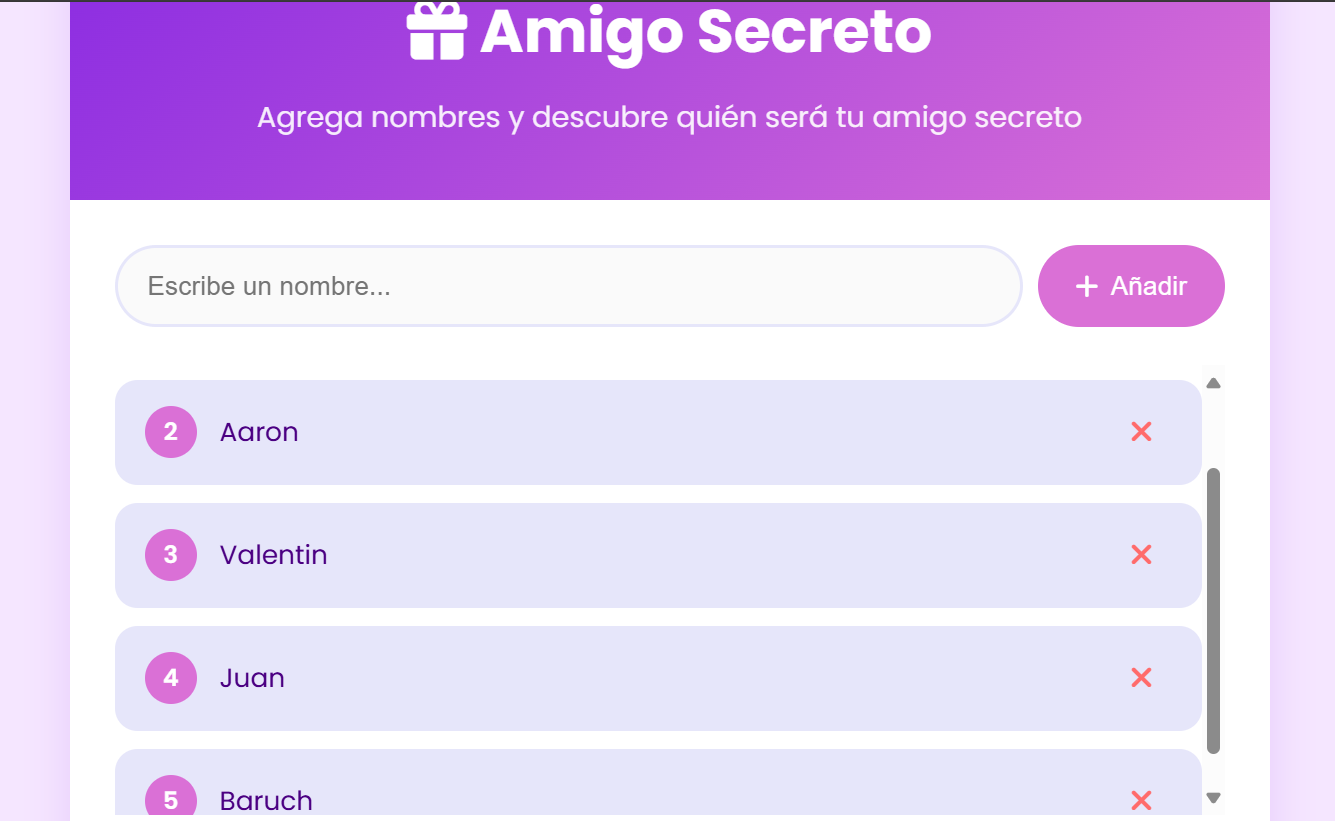 Amigo Secreto
Agrega nombres y descubre quién será tu amigo secreto
Escribe un nombre...
Añadir
2 Aaron
3 Valentin
4 Juan
5 Baruch